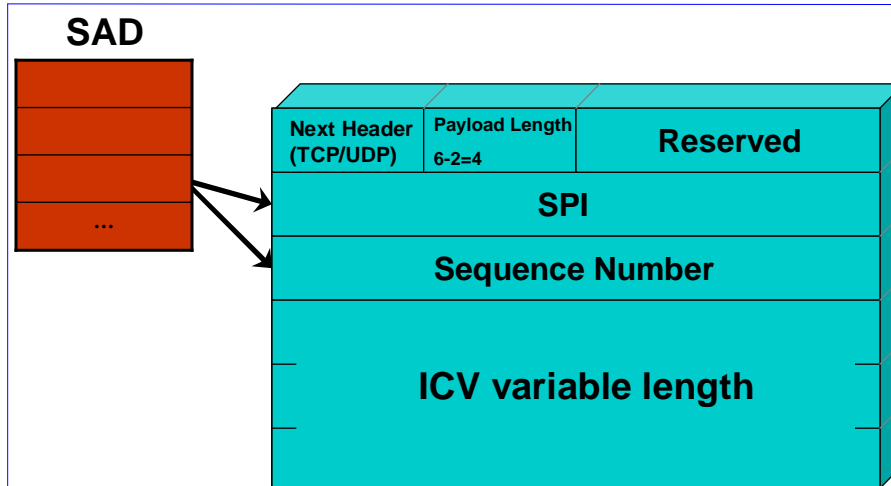 SAD
...
Next Header
(TCP/UDP)
Payload Length
6-2=4
Reserved
SPI
Sequence Number
ICV variable length